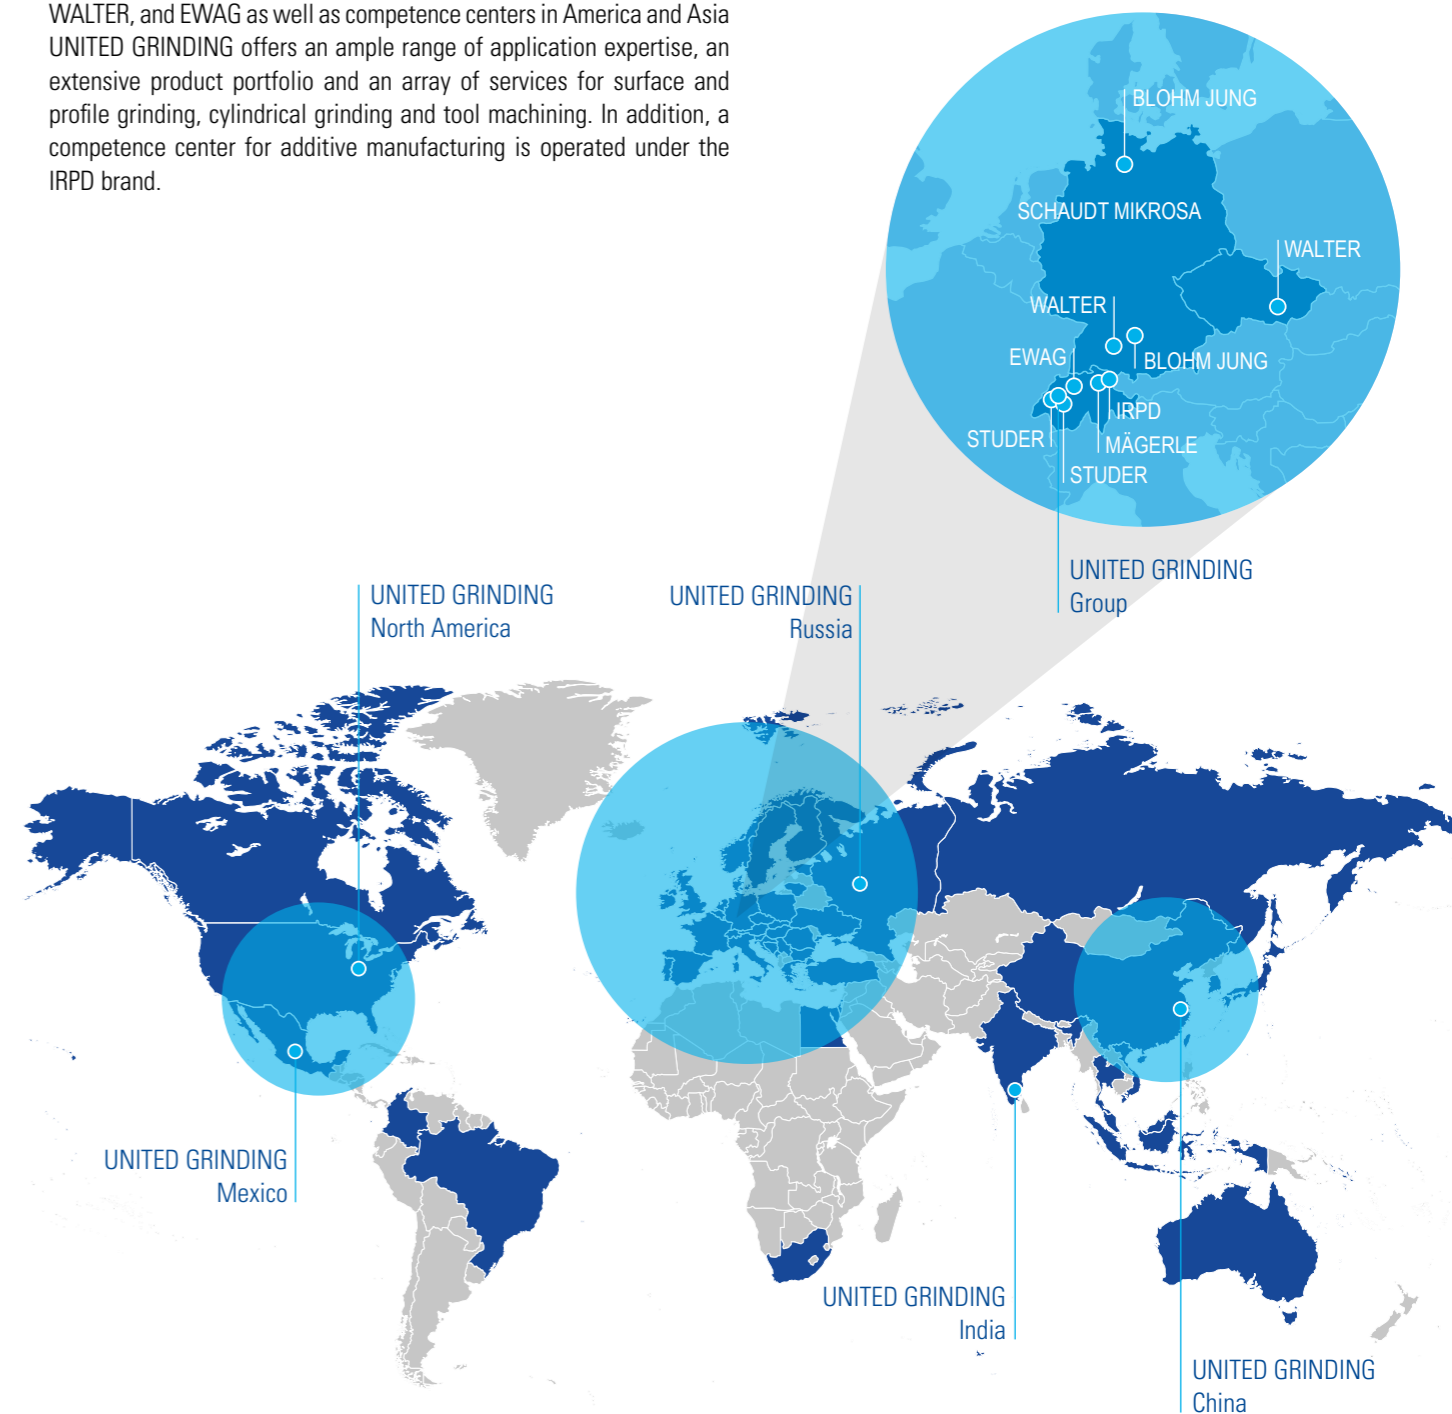 WALTER, and EWAG as well as competence centers in America and Asia
UNITED GRINDING offers an ample range of application expertise, an
extensive product portfolio and an array of services for surface and
profile grinding, cylindrical grinding and tool machining. In addition, a
competence center for additive manufacturing is operated under the
IRPD brand.
BLOHM JUNG
SCHAUDT MIKROSA
WALTER
WALTER
EWAG
BLOHM JUNG
IRPD
STUDER
MÄGERLE
STUDER
UNITED GRINDING
Group
UNITED GRINDING
North America
UNITED GRINDING
Russia
UNITED GRINDING
Mexico
UNITED GRINDING
India
UNITED GRINDING
China